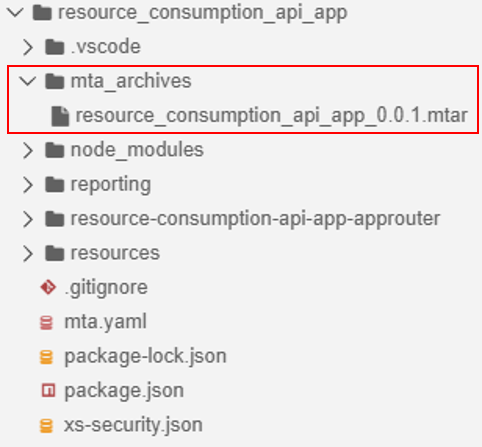 resource_consumption_api_app
.vscode
mta_archives
resource_consumption_api_app_0.0.1.mtar
node_modules
reporting
resource-consumption-api-app-approuter
resources
.gitignore
mta.yaml
package-lock.json
package.json
xs-security.json